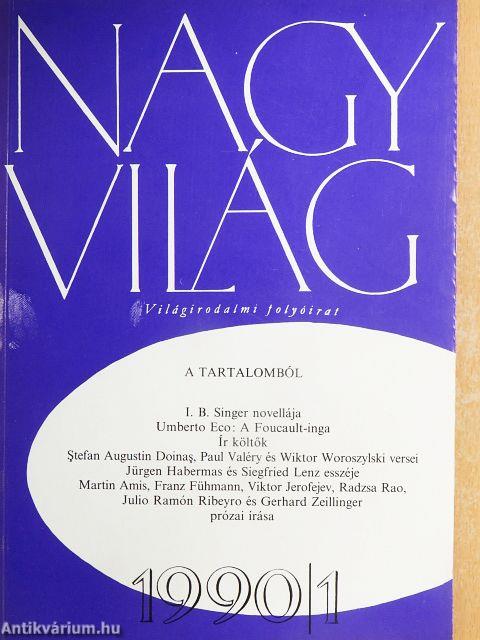 NAGY
VILÁG
Világirodalmi folyóirat
A TARTALOMBÓL
I. B. Singer novellája
Umberto Eco: A Foucault-inga
Ír költők
Ştefan Augustin Doinaş, Paul Valéry és Wiktor Woroszylski versei
Jürgen Habermas és Siegfried Lenz esszéje
Martin Amis, Franz Fühmann, Viktor Jerofejev, Radzsa Rao,
Julio Ramón Ribeyro és Gerhard Zeillinger
prózai írása
1990/1
Antikvárium.hu